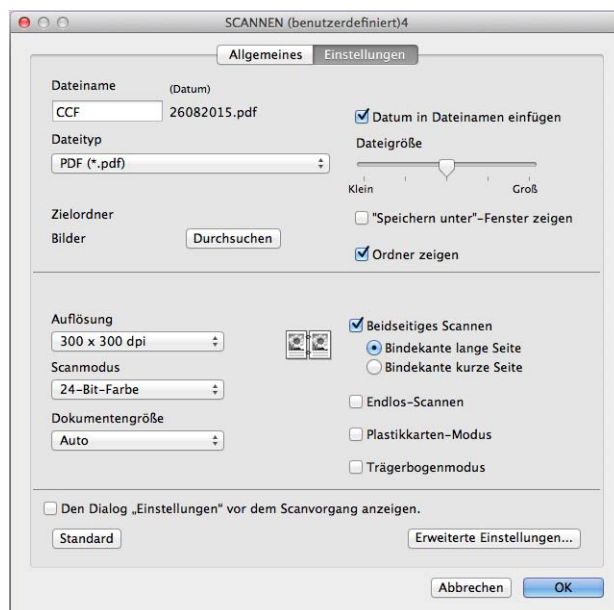 SCANNEN (benutzerdefiniert)4
Allgemeines Einstellungen
Dateiname (Datum)
CCF 26082015.pdf
Datum in Dateinamen einfügen
Dateityp
PDF (*.pdf)
Dateigröße
Klein Groß
Zielordner
Bilder Durchsuchen
"Speichern unter"-Fenster zeigen
Ordner zeigen
Auflösung
300 x 300 dpi
Scanmodus
24-Bit-Farbe
Dokumentengröße
Auto
Beidseitiges Scannen
Bindekante lange Seite
Bindekante kurze Seite
Endlos-Scannen
Plastikkarten-Modus
Trägerbogenmodus
Den Dialog „Einstellungen" vor dem Scanvorgang anzeigen.
Standard Erweiterte Einstellungen...
Abbrechen OK